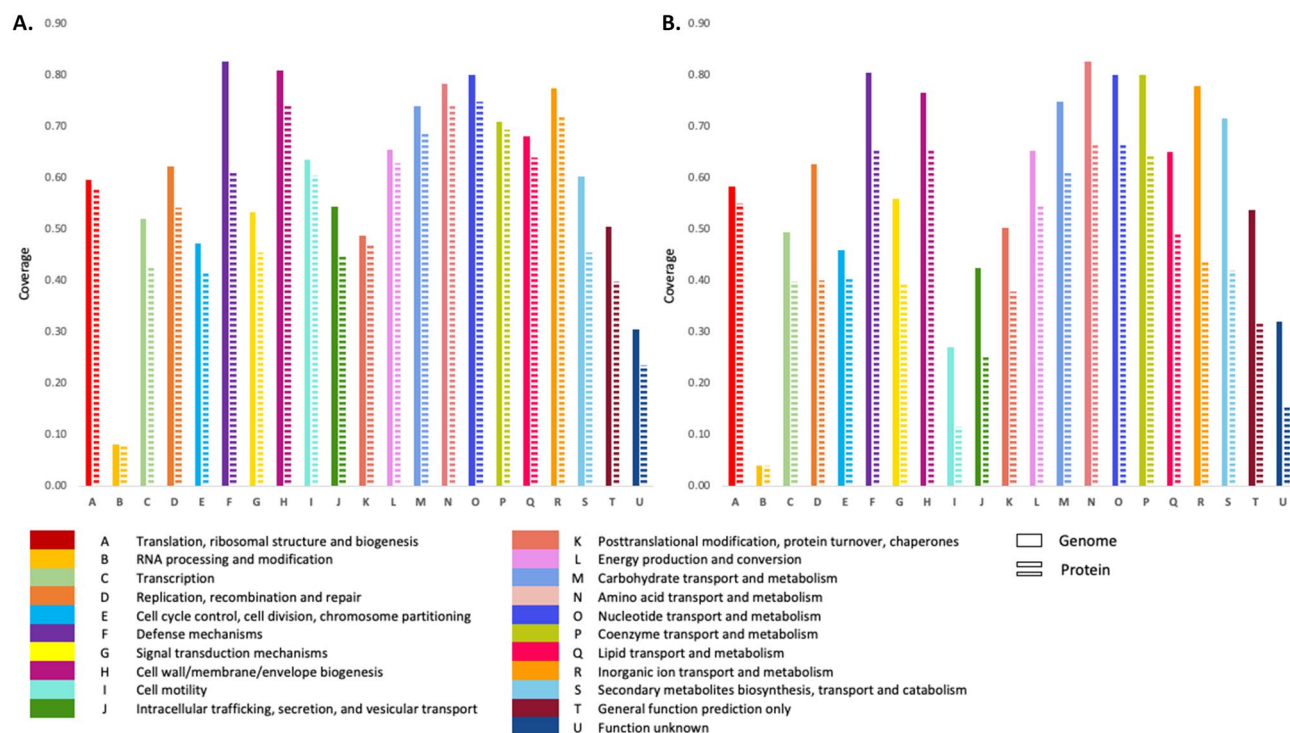 A.
0.90
0.80
0.70
0.60
0.50
0.40
0.30
0.20
0.10
0.00
Coverage
A B C D E F G H I J K L M N O P Q R S T U
B.
0.90
0.80
0.70
0.60
0.50
0.40
0.30
0.20
0.10
0.00
Coverage
A B C D E F G H I J K L M N O P Q R S T U
A Translation, ribosomal structure and biogenesis
B RNA processing and modification
C Transcription
D Replication, recombination and repair
E Cell cycle control, cell division, chromosome partitioning
F Defense mechanisms
G Signal transduction mechanisms
H Cell wall/membrane/envelope biogenesis
I Cell motility
J Intracellular trafficking, secretion, and vesicular transport
K Posttranslational modification, protein turnover, chaperones
L Energy production and conversion
M Carbohydrate transport and metabolism
N Amino acid transport and metabolism
O Nucleotide transport and metabolism
P Coenzyme transport and metabolism
Q Lipid transport and metabolism
R Inorganic ion transport and metabolism
S Secondary metabolites biosynthesis, transport and catabolism
T General function prediction only
U Function unknown
Genome
Protein